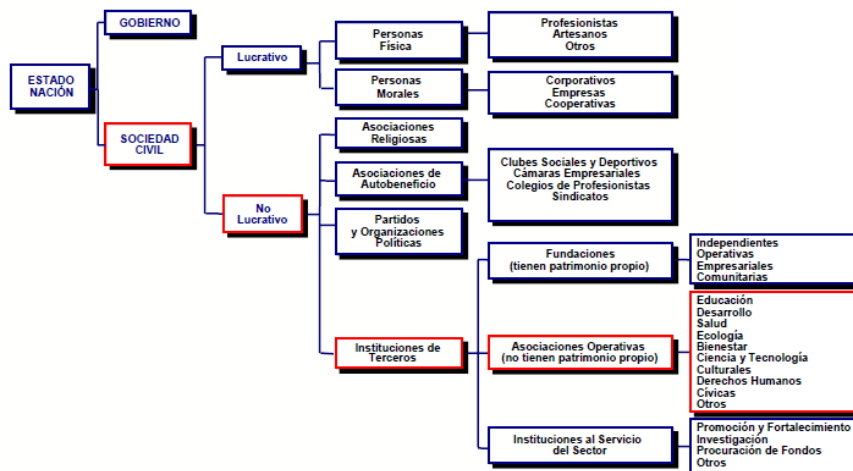 GOBIERNO
ESTADO
NACIÓN
SOCIEDAD
CIVIL
Lucrativo
Personas
Física
Profesionistas
Artesanos
Otros
Personas
Morales
Corporativos
Empresas
Cooperativas
No
Lucrativo
Asociaciones
Religiosas
Asociaciones de
Autobeneficio
Clubes Sociales y Deportivos
Cámaras Empresariales
Colegios de Profesionistas
Sindicatos
Partidos
y Organizaciones
Políticas
Instituciones de
Terceros
Fundaciones
(tienen patrimonio propio)
Independientes
Operativas
Empresariales
Comunitarias
Asociaciones Operativas
(no tienen patrimonio propio)
Educación
Desarrollo
Salud
Ecología
Bienestar
Ciencia y Tecnología
Culturales
Derechos Humanos
Cívicas
Otros
Instituciones al Servicio
del Sector
Promoción y Fortalecimiento
Investigación
Procuración de Fondos
Otros